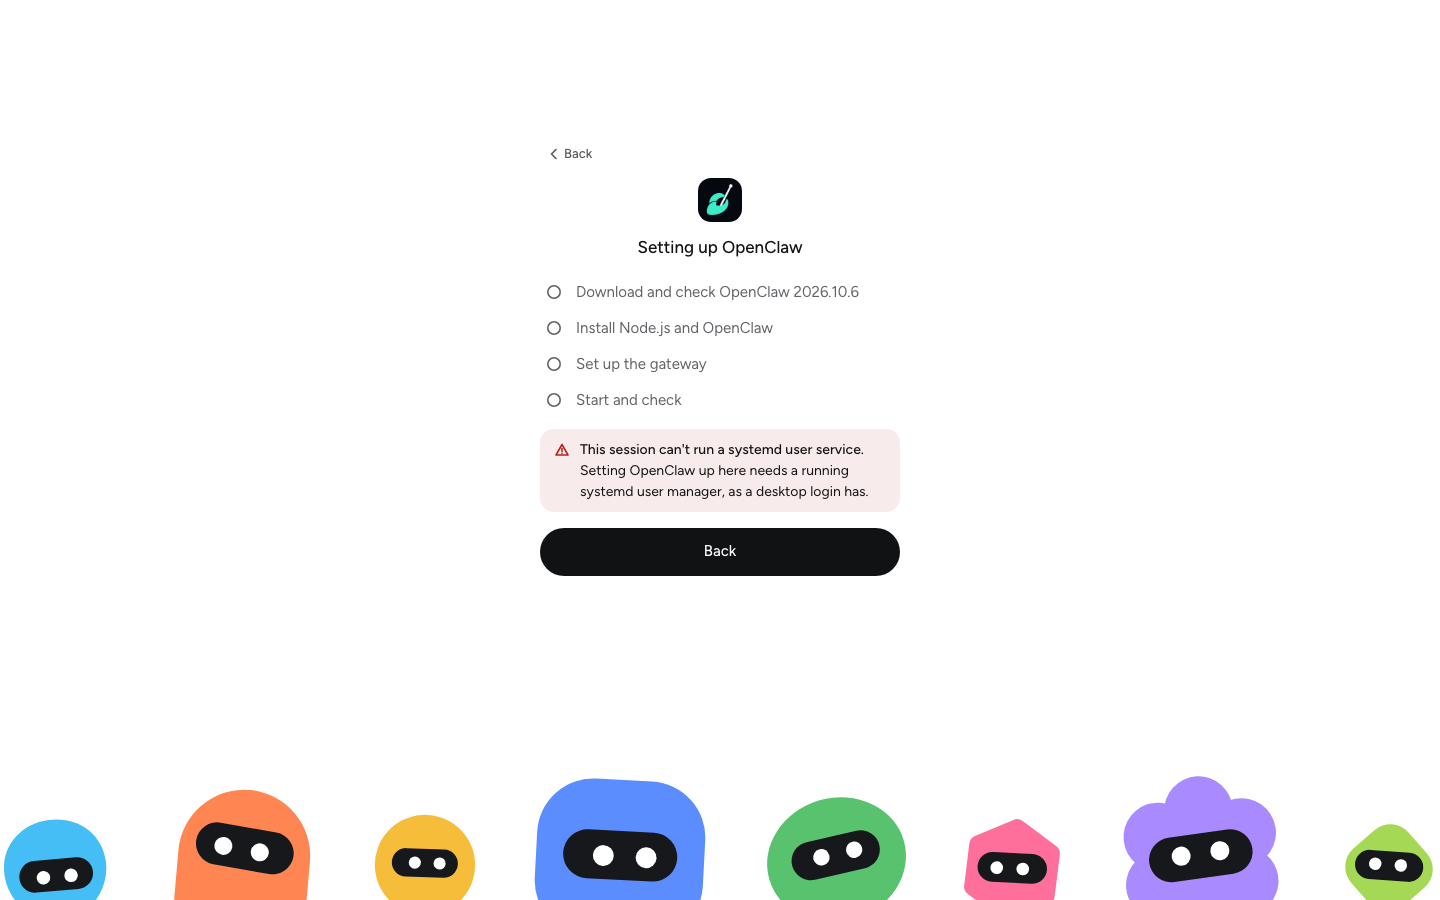 Back
Setting up OpenClaw
Download and check OpenClaw 2026.10.6
Install Node.js and OpenClaw
Set up the gateway
Start and check
This session can't run a systemd user service.
Setting OpenClaw up here needs a running
systemd user manager, as a desktop login has.
Back